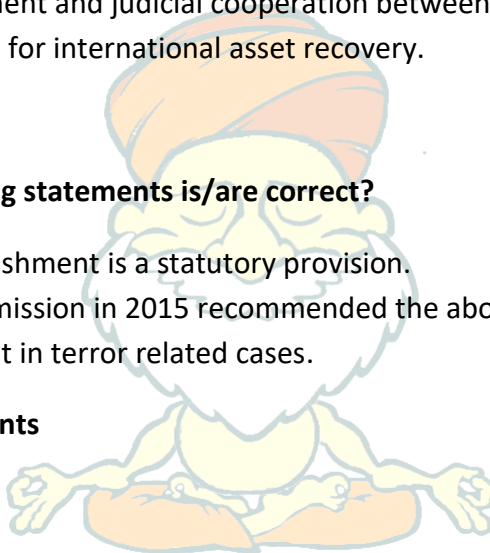 nent and judicial cooperation between
for international asset recovery.
g statements is/are correct?
shment is a statutory provision.
mission in 2015 recommended the abo
t in terror related cases.
nts